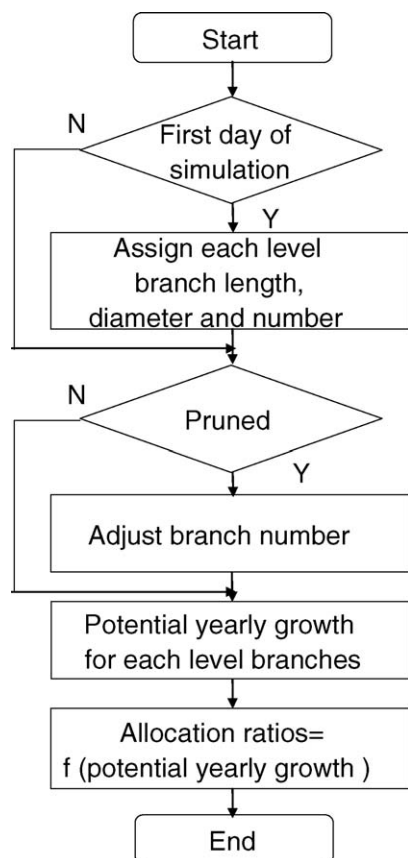 Start
N
First day of
simulation
Y
Assign each level
branch length,
diameter and number
N
Pruned
Y
Adjust branch number
Potential yearly growth
for each level branches
Allocation ratios=
f (potential yearly growth )
End